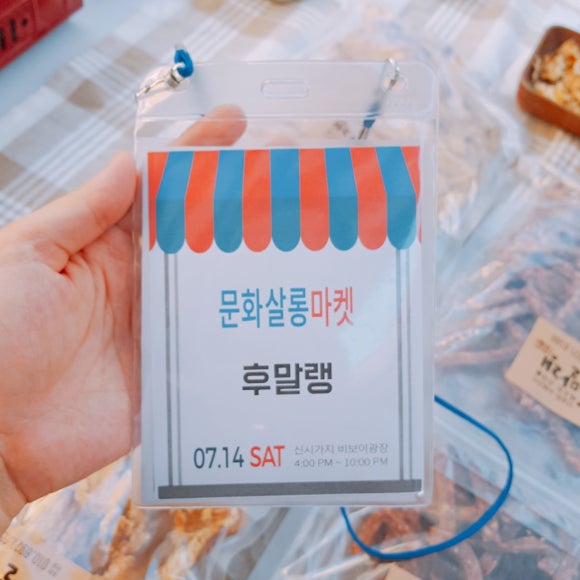 문화살롱마켓
후말랭
07.14 SAT
신시가지 비보이광장
4:00 PM ~ 10:00 PM